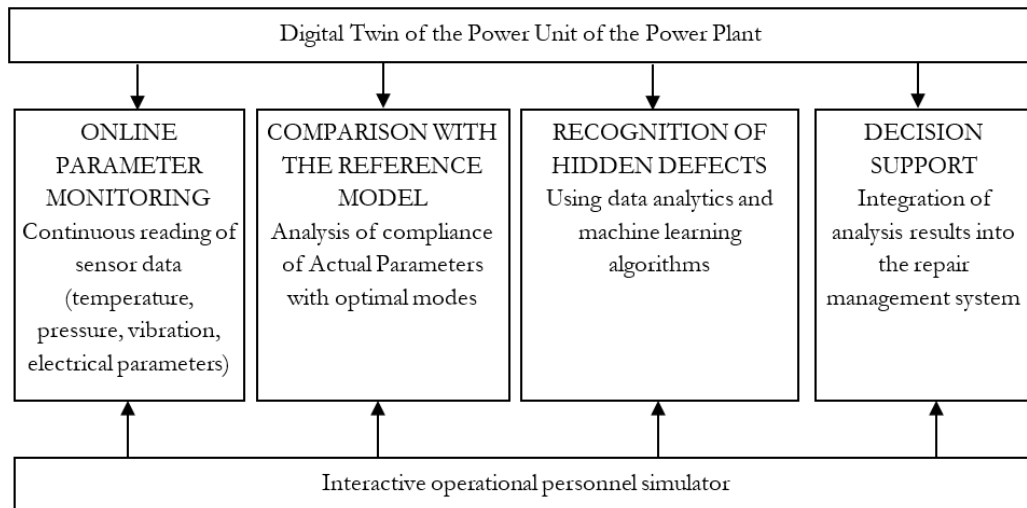 Digital Twin of the Power Unit of the Power Plant
ONLINE
PARAMETER
MONITORING
Continuous reading of
sensor data
(temperature,
pressure, vibration,
electrical parameters)
COMPARISON WITH
THE REFERENCE
MODEL
Analysis of compliance
of Actual Parameters
with optimal modes
RECOGNITION OF
HIDDEN DEFECTS
Using data analytics and
machine learning
algorithms
DECISION
SUPPORT
Integration of
analysis results into
the repair
management system
Interactive operational personnel simulator